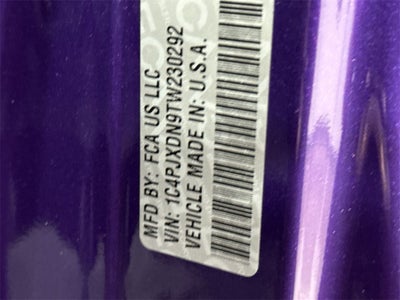 MFD BY: FCA US LLC
VIN: 1C4PJXDN9TW230292
VEHICLE MADE IN: U.S.A.